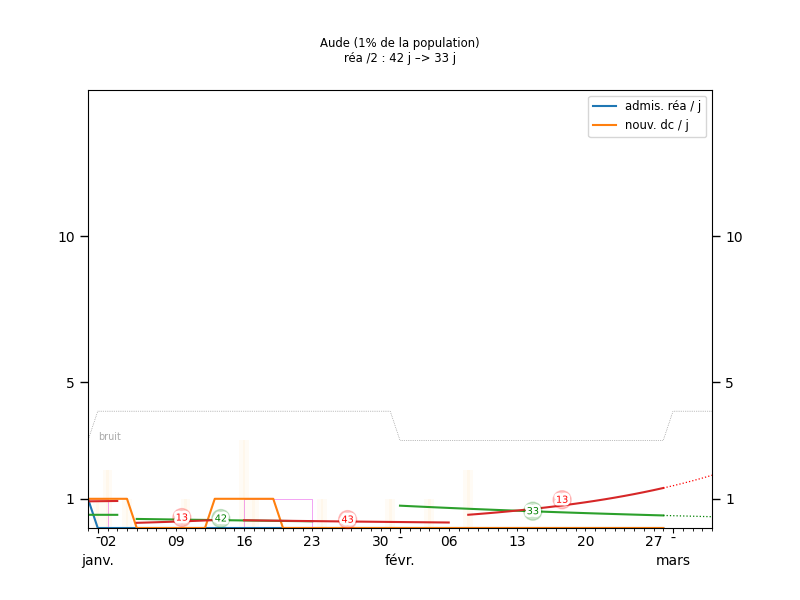 Aude (1% de la population)
réa /2 : 42 j –> 33 j
admis. réa / j
nouv. dc / j
10 10
5 5
bruit
1 1
13 42 43 33 13
02 09 16 23 30 06 13 20 27
janv. févr. mars